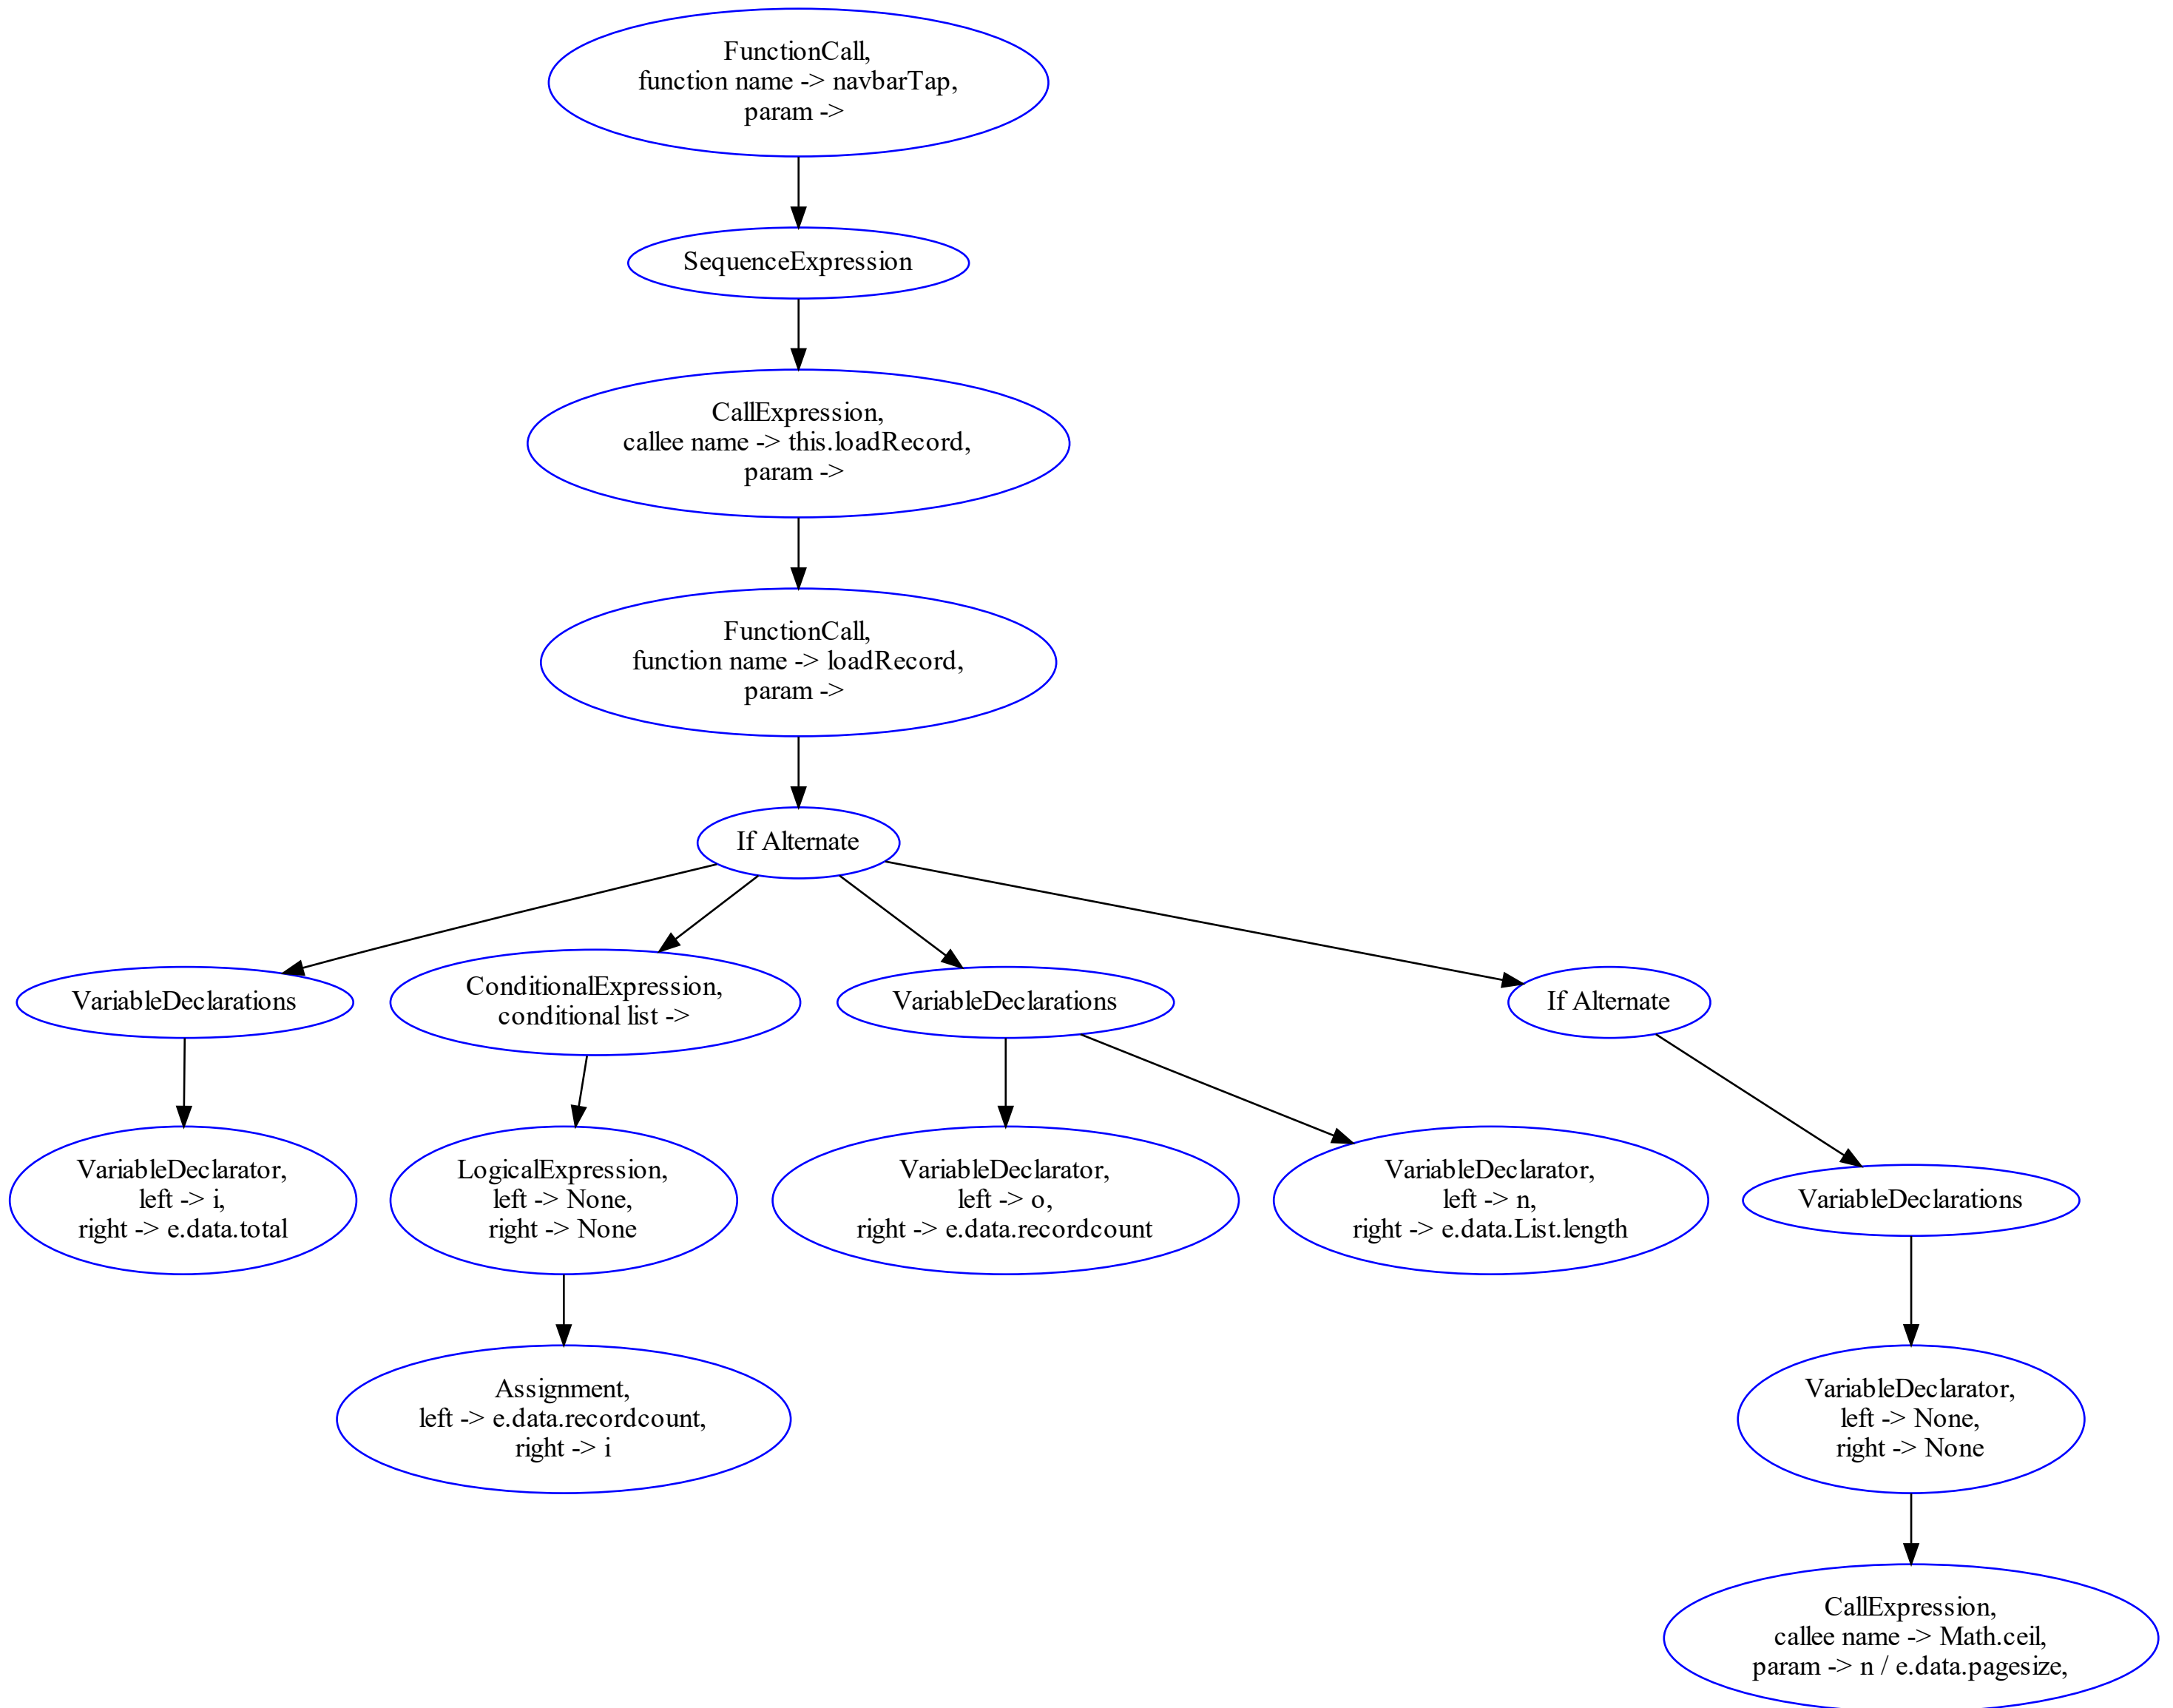 FunctionCall,
function name -> navbarTap,
param ->
SequenceExpression
CallExpression,
callee name -> this.loadRecord,
param ->
FunctionCall,
function name -> loadRecord,
param ->
If Alternate
VariableDeclarations
ConditionalExpression,
conditional list ->
VariableDeclarations
If Alternate
VariableDeclarator,
left -> i,
right -> e.data.total
LogicalExpression,
left -> None,
right -> None
VariableDeclarator,
left -> o,
right -> e.data.recordcount
VariableDeclarator,
left -> n,
right -> e.data.List.length
VariableDeclarations
Assignment,
left -> e.data.recordcount,
right -> i
VariableDeclarator,
left -> None,
right -> None
CallExpression,
callee name -> Math.ceil,
param -> n / e.data.pagesize,